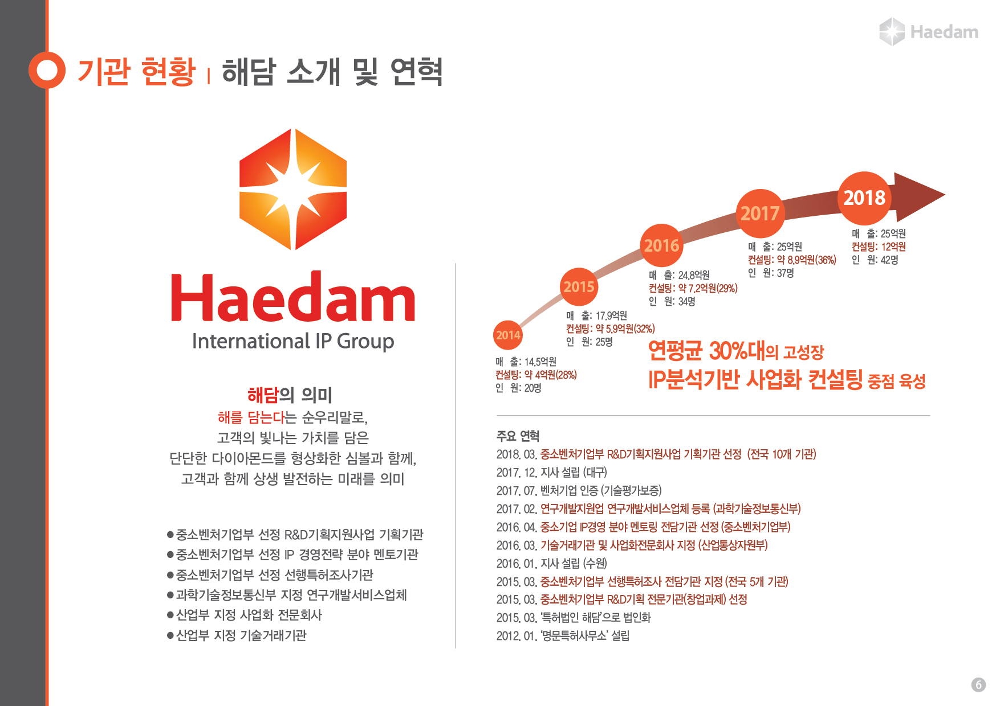 Haedam
기관 현황 | 해담 소개 및 연혁
Haedam
International IP Group
해담의 의미
해를 담는다는 순우리말로,
고객의 빛나는 가치를 담은
단단한 다이아몬드를 형상화한 심볼과 함께,
고객과 함께 상생 발전하는 미래를 의미
● 중소벤처기업부 선정 R&D기획지원사업 기획기관
● 중소벤처기업부 선정 IP 경영전략 분야 멘토기관
● 중소벤처기업부 선정 선행특허조사기관
● 과학기술정보통신부 지정 연구개발서비스업체
● 산업부 지정 사업화 전문회사
● 산업부 지정 기술거래기관
2014
매 출: 14.5억원
컨설팅: 약 4억원(28%)
인 원: 20명
2015
매 출: 17.9억원
컨설팅: 약 5.9억원(32%)
인 원: 25명
2016
매 출: 24.8억원
컨설팅: 약 7.2억원(29%)
인 원: 34명
2017
매 출: 25억원
컨설팅: 약 8.9억원(36%)
인 원: 37명
2018
매 출: 25억원
컨설팅: 12억원
인 원: 42명
연평균 30%대의 고성장
IP분석기반 사업화 컨설팅 중점 육성
주요 연혁
2018. 03. 중소벤처기업부 R&D기획지원사업 기획기관 선정 (전국 10개 기관)
2017. 12. 지사 설립 (대구)
2017. 07. 벤처기업 인증 (기술평가보증)
2017. 02. 연구개발지원업 연구개발서비스업체 등록 (과학기술정보통신부)
2016. 04. 중소기업 IP경영 분야 멘토링 전담기관 선정 (중소벤처기업부)
2016. 03. 기술거래기관 및 사업화전문회사 지정 (산업통상자원부)
2016. 01. 지사 설립 (수원)
2015. 03. 중소벤처기업부 선행특허조사 전담기관 지정 (전국 5개 기관)
2015. 03. 중소벤처기업부 R&D기획 전문기관(창업과제) 선정
2015. 03. ‘특허법인 해담’으로 법인화
2012. 01. ‘명문특허사무소’ 설립
6